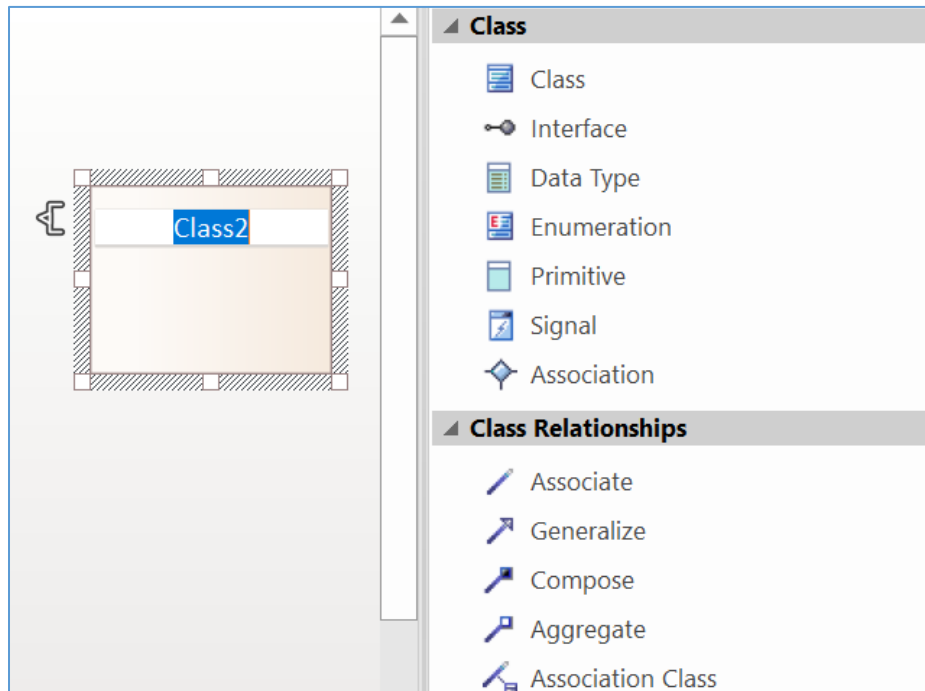 Class2
Class
Class
Interface
Data Type
Enumeration
Primitive
Signal
Association
Class Relationships
Associate
Generalize
Compose
Aggregate
Association Class